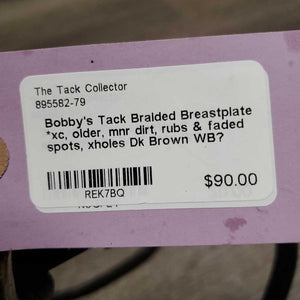 The Tack Collector
895582-79
Bobby's Tack Braided Breastplate
*xc, older, mnr dirt, rubs & faded
spots, xholes Dk Brown WB?
REK7BQ
$90.00